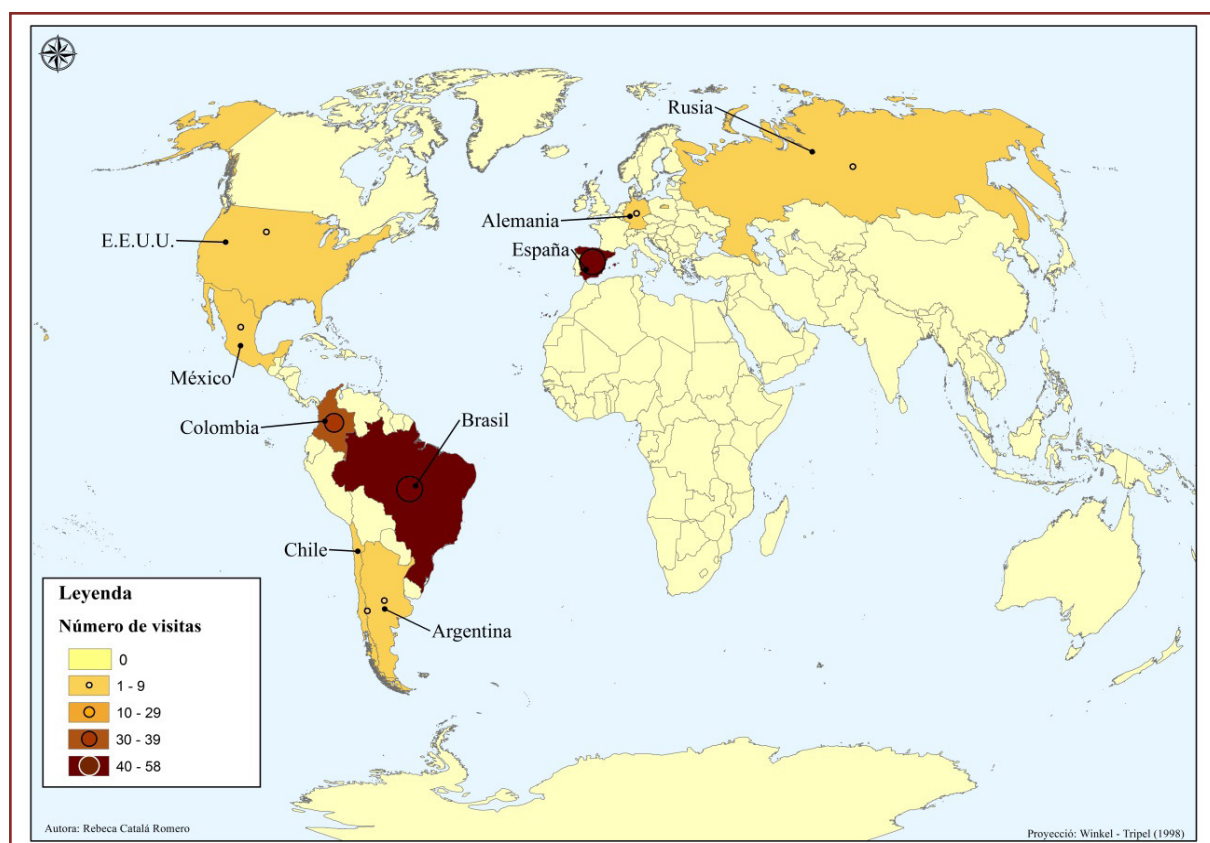 Rusia
Alemania
España
E.E.U.U.
México
Colombia
Brasil
Chile
Argentina
Leyenda
Número de visitas
0
1 - 9
10 - 29
30 - 39
40 - 58
Autora: Rebeca Catalá Romero
Proyecció: Winkel - Tripel (1998)